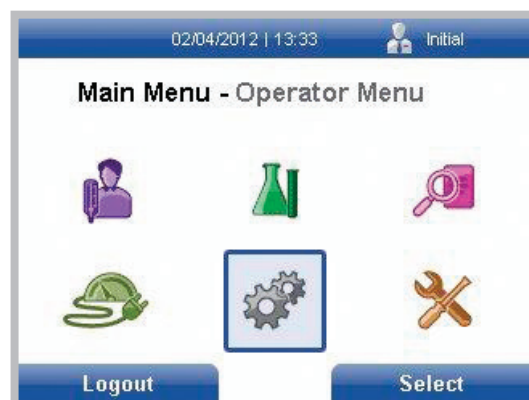 02/04/2012 | 13:33 Initial
Main Menu - Operator Menu
Logout Select